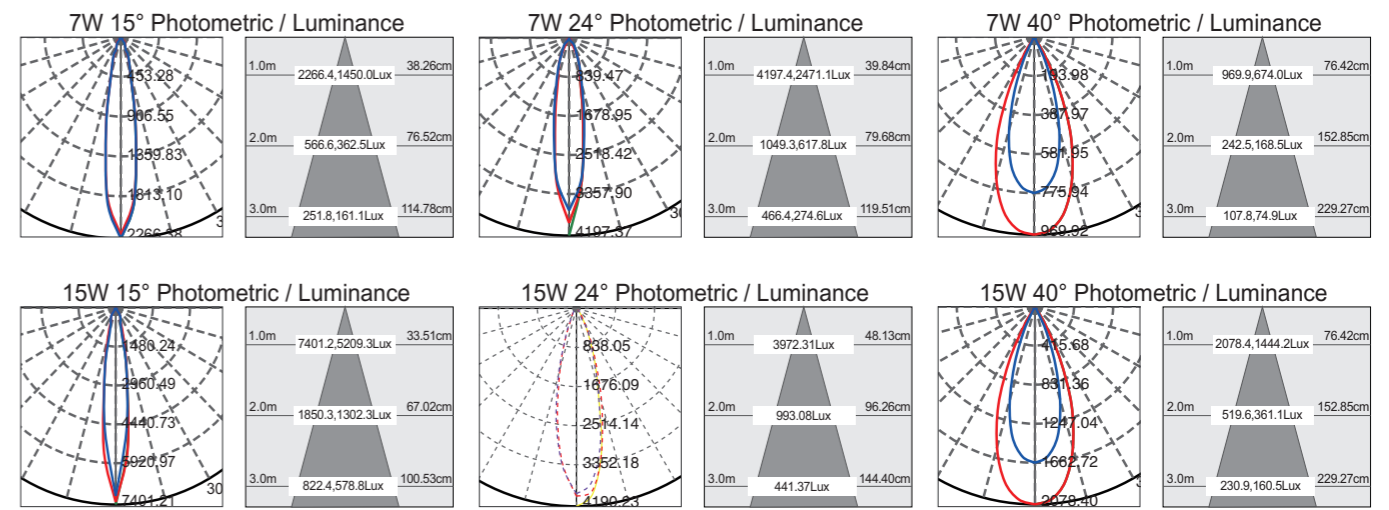 7W 15° Photometric / Luminance
453.28
906.55
1359.83
1813.10
2266.38
1.0m 2266.4,1450.0Lux 38.26cm
2.0m 566.6,362.5Lux 76.52cm
3.0m 251.8,161.1Lux 114.78cm
7W 24° Photometric / Luminance
839.47
1678.95
2518.42
3357.90
4197.37
1.0m 4197.4,2471.1Lux 39.84cm
2.0m 1049.3,617.8Lux 79.68cm
3.0m 466.4,274.6Lux 119.51cm
7W 40° Photometric / Luminance
193.98
387.97
581.95
775.94
969.92
1.0m 969.9,674.0Lux 76.42cm
2.0m 242.5,168.5Lux 152.85cm
3.0m 107.8,74.9Lux 229.27cm
15W 15° Photometric / Luminance
1480.24
2960.49
4440.73
5920.97
30
7401.21
1.0m 7401.2,5209.3Lux 33.51cm
2.0m 1850.3,1302.3Lux 67.02cm
3.0m 822.4,578.8Lux 100.53cm
15W 24° Photometric / Luminance
838.05
1676.09
2514.14
3352.18
4190.23
1.0m 3972.31Lux 48.13cm
2.0m 993.08Lux 96.26cm
3.0m 441.37Lux 144.40cm
15W 40° Photometric / Luminance
415.68
831.36
1247.04
1662.72
2078.40
1.0m 2078.4,1444.2Lux 76.42cm
2.0m 519.6,361.1Lux 152.85cm
3.0m 230.9,160.5Lux 229.27cm